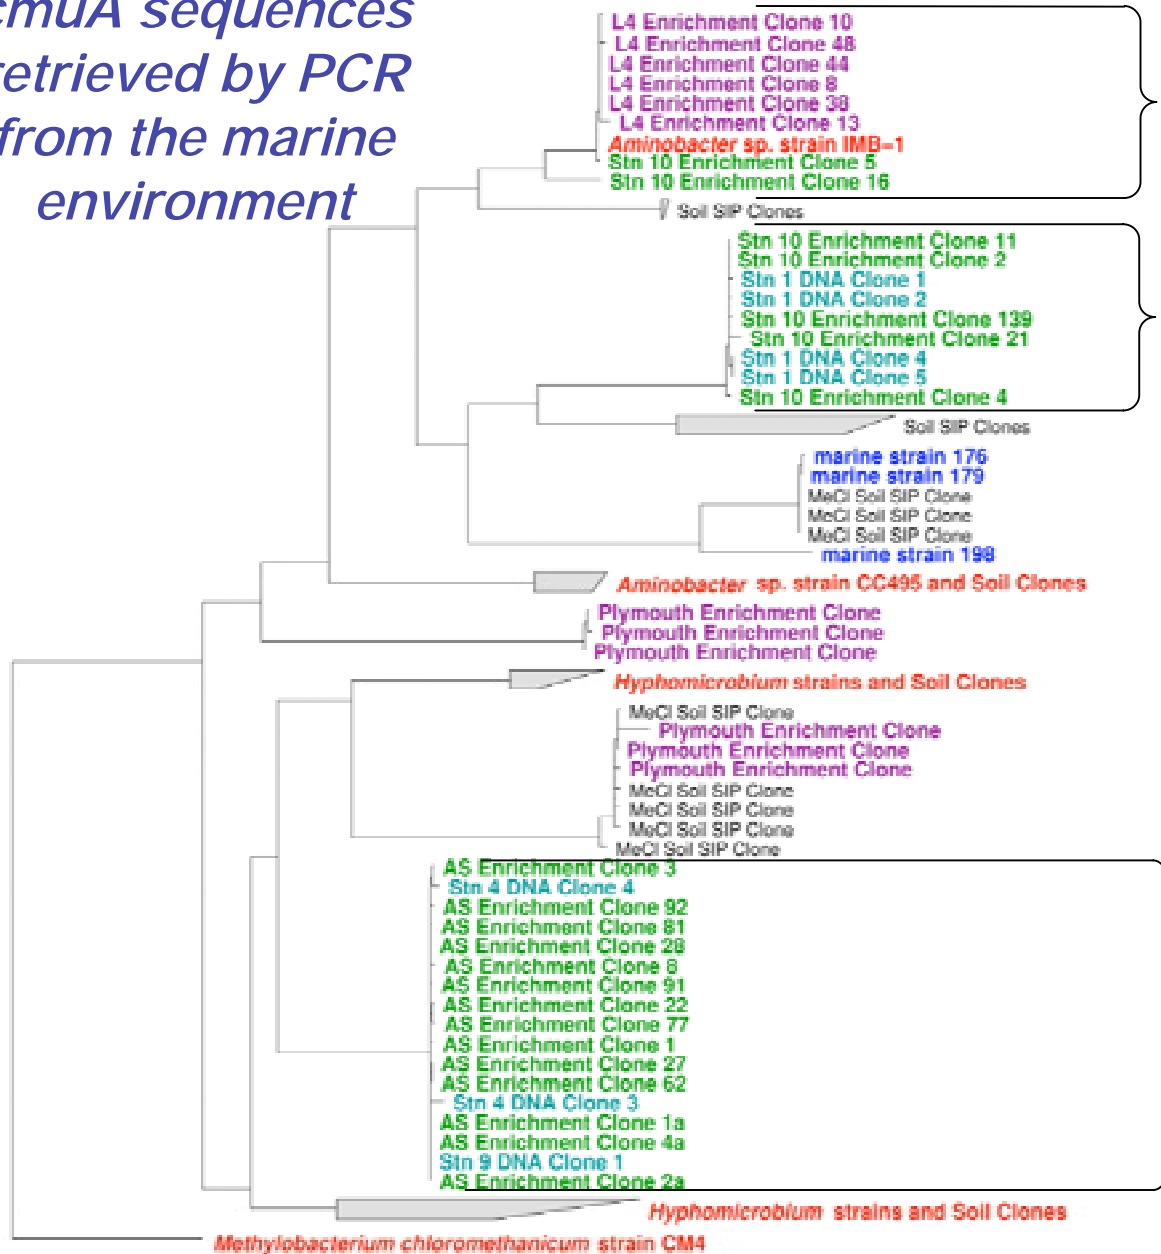 cmuA sequences
retrieved by PCR
from the marine
environment
L4 Enrichment Clone 10
L4 Enrichment Clone 48
L4 Enrichment Clone 44
L4 Enrichment Clone 8
L4 Enrichment Clone 38
L4 Enrichment Clone 13
Aminobacter sp. strain IMB-1
Stn 10 Enrichment Clone 5
Stn 10 Enrichment Clone 16
Soil SIP Clones
Stn 10 Enrichment Clone 11
Stn 10 Enrichment Clone 2
Stn 1 DNA Clone 1
Stn 1 DNA Clone 2
Stn 10 Enrichment Clone 139
Stn 10 Enrichment Clone 21
Stn 1 DNA Clone 4
Stn 1 DNA Clone 5
Stn 10 Enrichment Clone 4
Soil SIP Clones
marine strain 176
marine strain 179
MeCl Soil SIP Clone
MeCl Soil SIP Clone
MeCl Soil SIP Clone
marine strain 198
Aminobacter sp. strain CC495 and Soil Clones
Plymouth Enrichment Clone
Plymouth Enrichment Clone
Plymouth Enrichment Clone
Hyphomicrobium strains and Soil Clones
MeCl Soil SIP Clone
Plymouth Enrichment Clone
Plymouth Enrichment Clone
Plymouth Enrichment Clone
MeCl Soil SIP Clone
MeCl Soil SIP Clone
MeCl Soil SIP Clone
MeCl Soil SIP Clone
AS Enrichment Clone 3
Stn 4 DNA Clone 4
AS Enrichment Clone 92
AS Enrichment Clone 81
AS Enrichment Clone 28
AS Enrichment Clone 8
AS Enrichment Clone 91
AS Enrichment Clone 22
AS Enrichment Clone 77
AS Enrichment Clone 1
AS Enrichment Clone 27
AS Enrichment Clone 62
Stn 4 DNA Clone 3
AS Enrichment Clone 1a
AS Enrichment Clone 4a
Stn 9 DNA Clone 1
AS Enrichment Clone 2a
Hyphomicrobium strains and Soil Clones
Methylobacterium chloromethanicum strain CM4